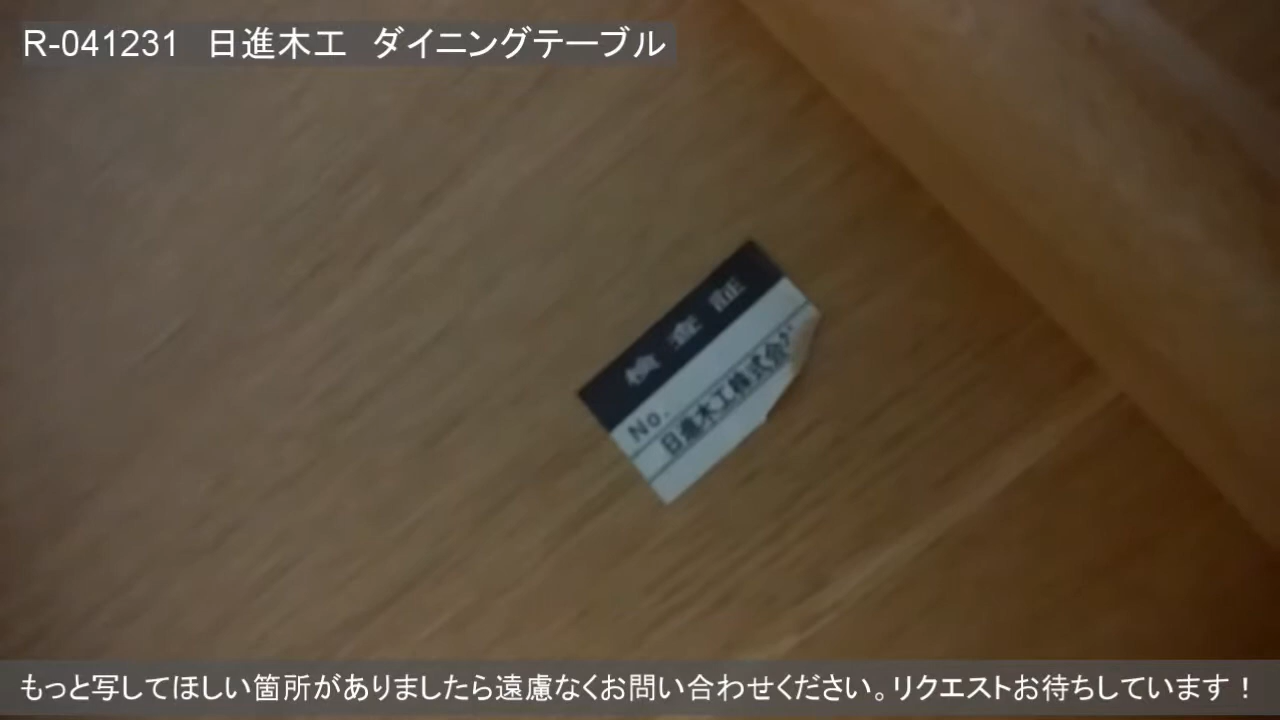 R-041231 日進木工 ダイニングテーブル
検査証
No.
日進木工株式会
もっと写してほしい箇所がありましたら遠慮なくお問い合わせください。リクエストお待ちしています！